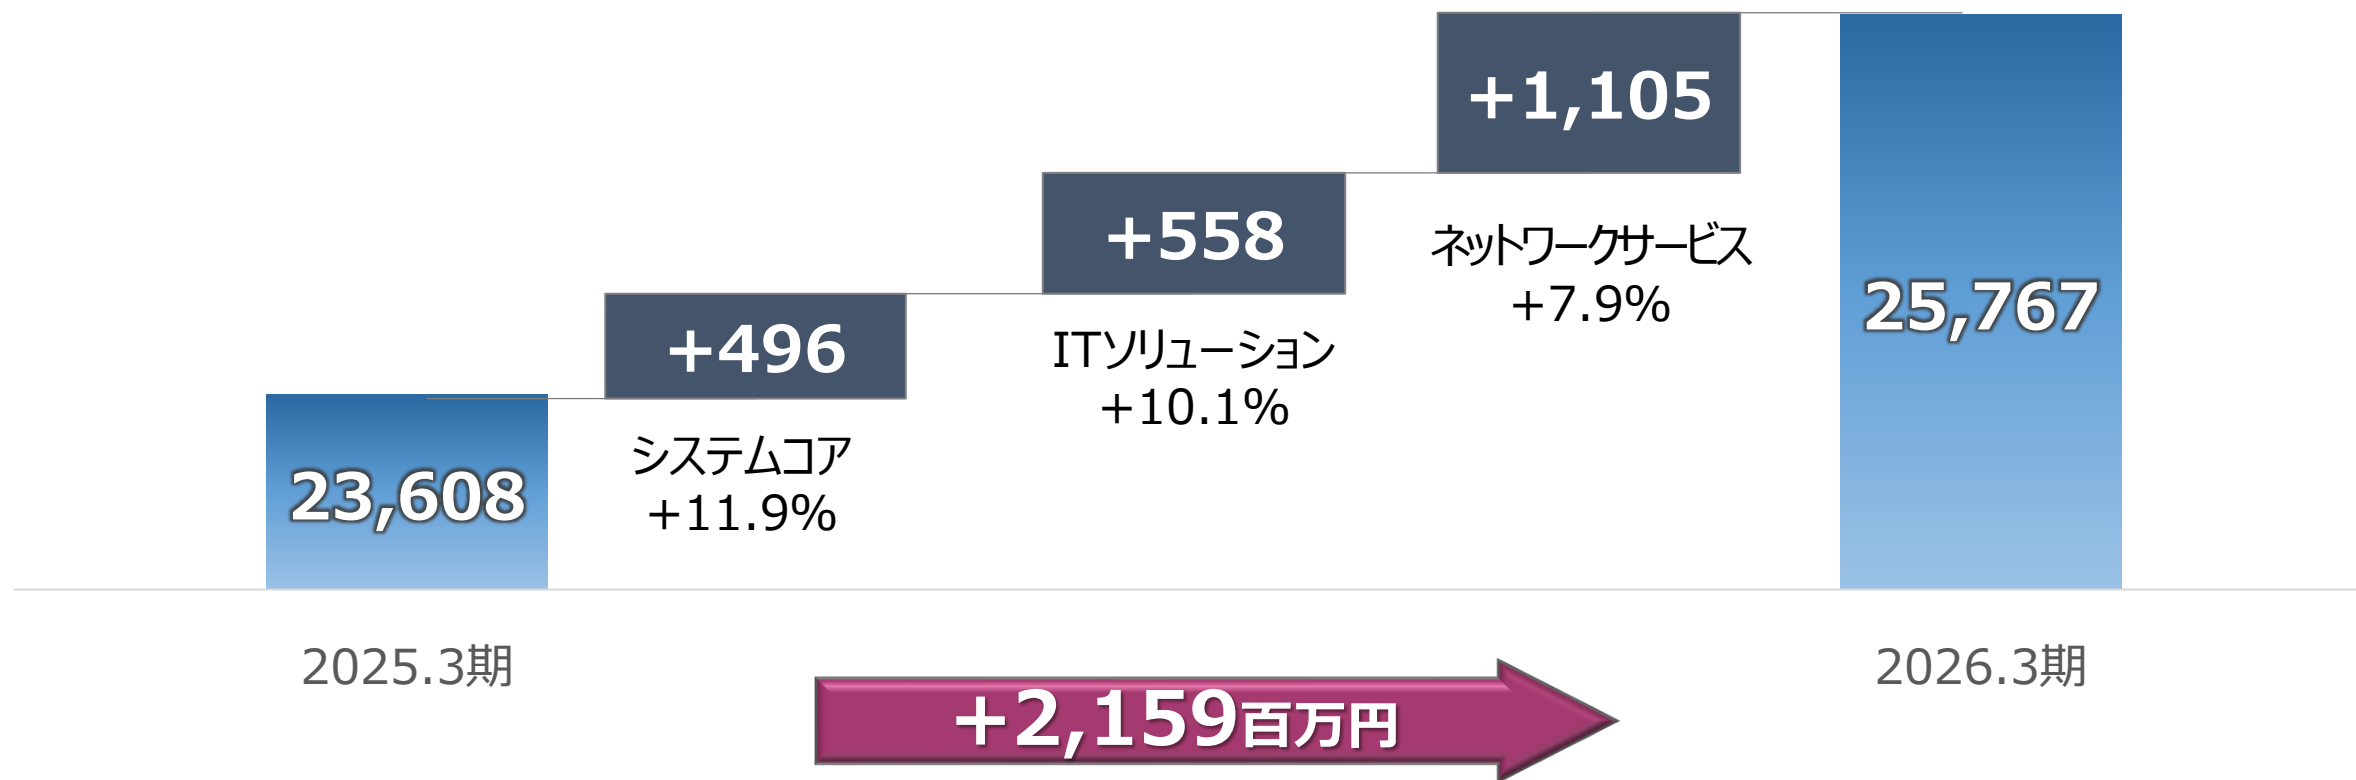 23,608
+496
システムコア
+11.9%
+558
ITソリューション
+10.1%
+1,105
ネットワークサービス
+7.9%
25,767
2025.3期
2026.3期
+2,159百万円